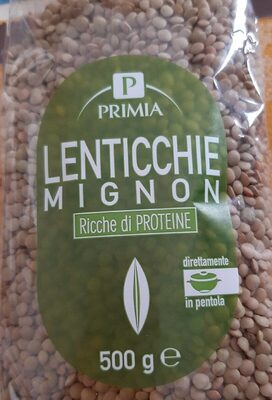 P
PRIMIA
LENTICCHIE
MIGNON
Ricche di PROTEINE
direttamente
in pentola
500 g ℮